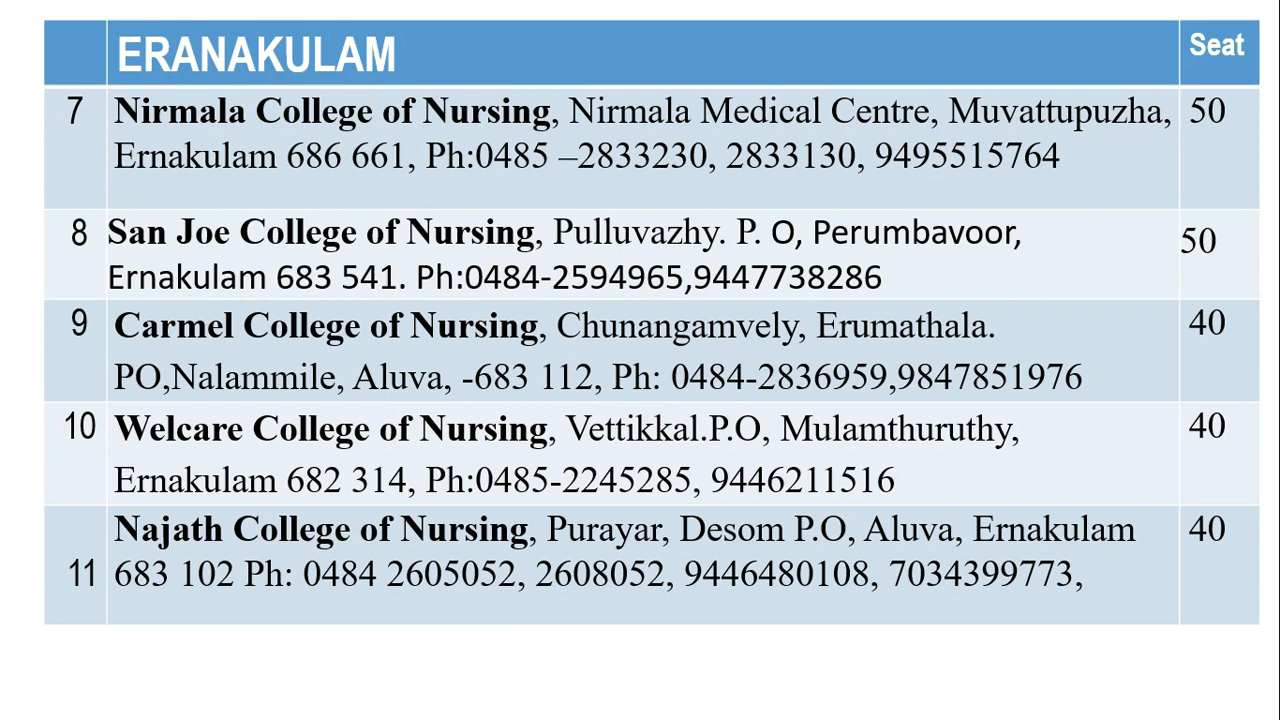 ERANAKULAM Seat
7 Nirmala College of Nursing, Nirmala Medical Centre, Muvattupuzha, 50
Ernakulam 686 661, Ph:0485 –2833230, 2833130, 9495515764
8 San Joe College of Nursing, Pulluvazhy. P. O, Perumbavoor, 50
Ernakulam 683 541. Ph:0484-2594965,9447738286
9 Carmel College of Nursing, Chunangamvely, Erumathala. 40
PO,Nalammile, Aluva, -683 112, Ph: 0484-2836959,9847851976
10 Welcare College of Nursing, Vettikkal.P.O, Mulamthuruthy, 40
Ernakulam 682 314, Ph:0485-2245285, 9446211516
Najath College of Nursing, Purayar, Desom P.O, Aluva, Ernakulam 40
11 683 102 Ph: 0484 2605052, 2608052, 9446480108, 7034399773,